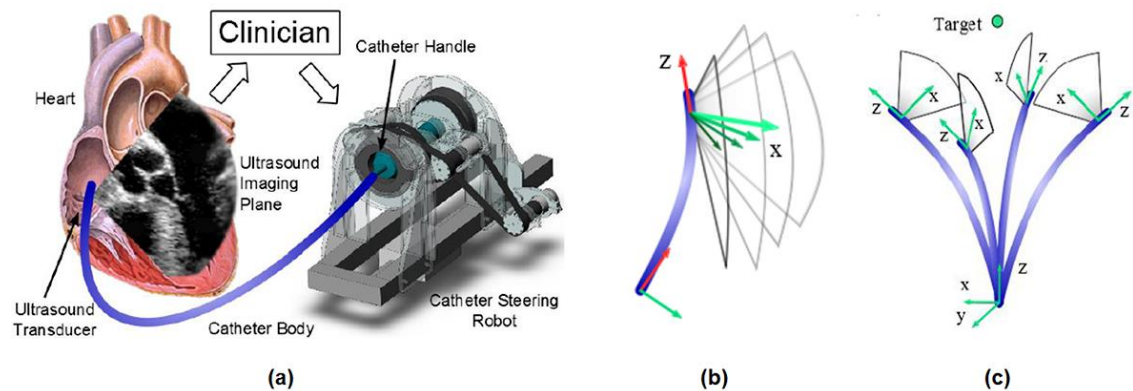 Clinician
Catheter Handle
Heart
Ultrasound
Imaging
Plane
Ultrasound
Transducer
Catheter Body
Catheter Steering
Robot
(a)
z
x
(b)
Target
z
x
z
x
x
z
x
z
z
x
y
(c)